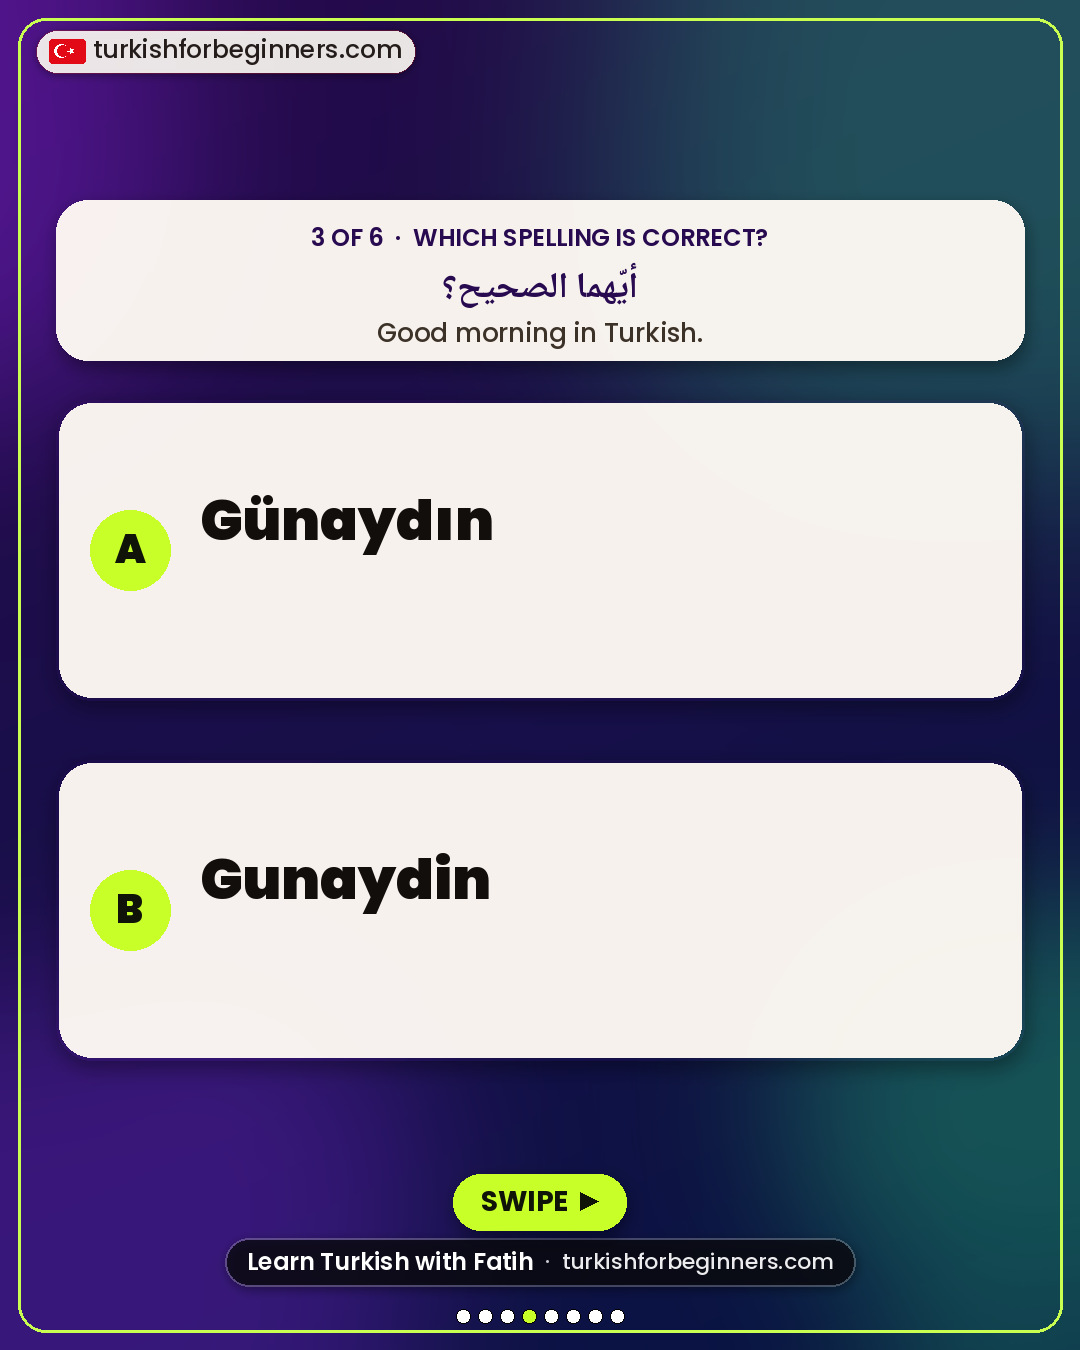 turkishforbeginners.com
3 OF 6 · WHICH SPELLING IS CORRECT?
أيّهما الصحيح؟
Good morning in Turkish.
A
Günaydın
B
Gunaydin
SWIPE ▶
Learn Turkish with Fatih · turkishforbeginners.com